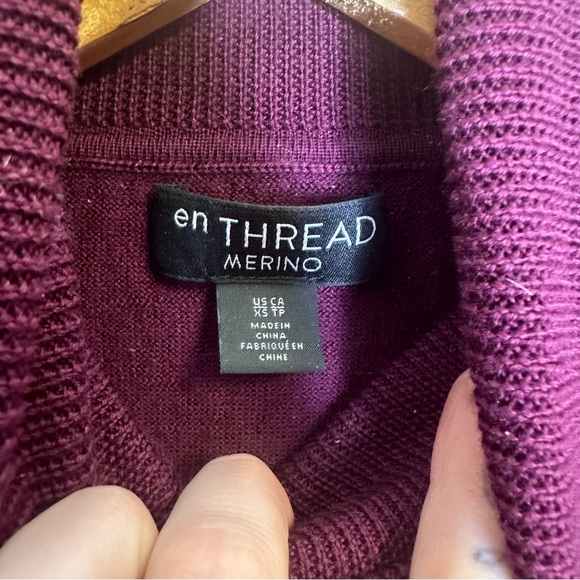 en THREAD
MERINO
US CA
XS TP
MADE IN
CHINA
FABRIQUÉ EN
CHINE